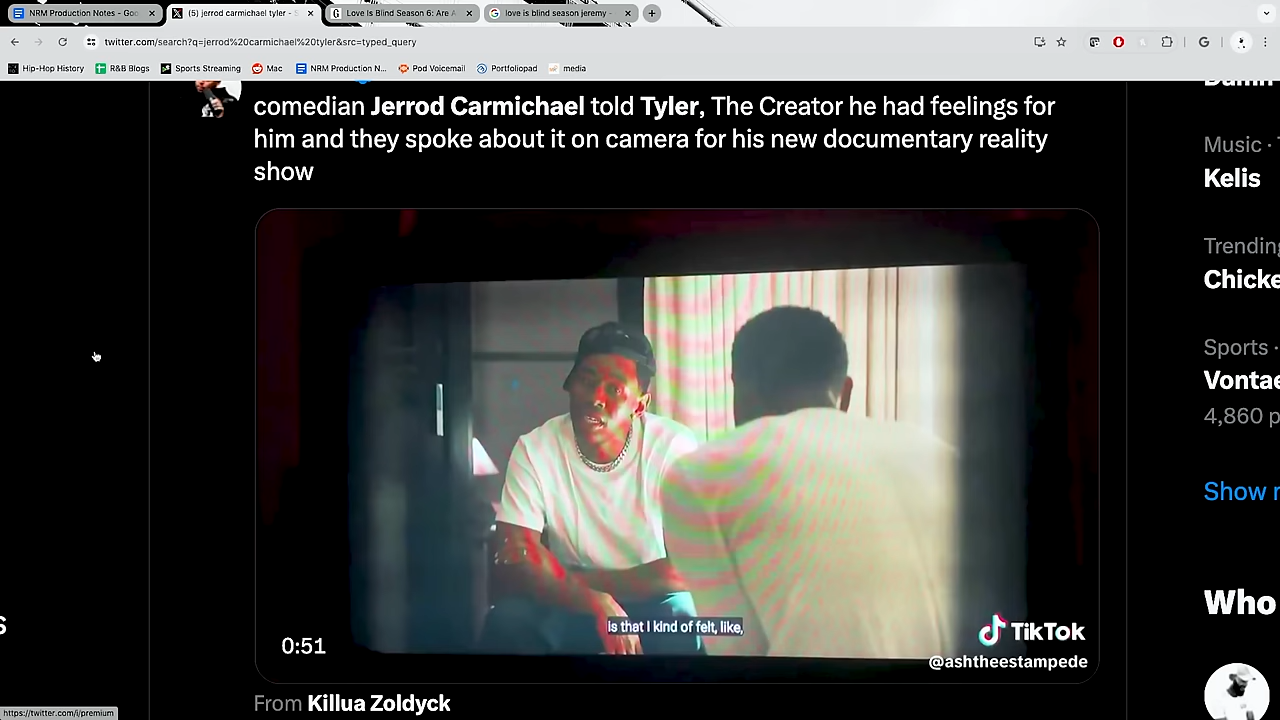 NRM Production Notes - Goo
(5) jerrod carmichael tyler - S
Love Is Blind Season 6: Are A
love is blind season jeremy -
twitter.com/search?q=jerrod%20carmichael%20tyler&src=typed_query
Hip-Hop History
R&B Blogs
Sports Streaming
Mac
NRM Production N...
Pod Voicemail
Portfoliopad
media
comedian Jerrod Carmichael told Tyler, The Creator he had feelings for
him and they spoke about it on camera for his new documentary reality
show
Music ·
Kelis
Trending
Chicke
Sports ·
Vontae
4,860 p
Show
Who
is that I kind of felt, like,
0:51
TikTok
@ashtheestampede
From Killua Zoldyck
https://twitter.com/i/premium